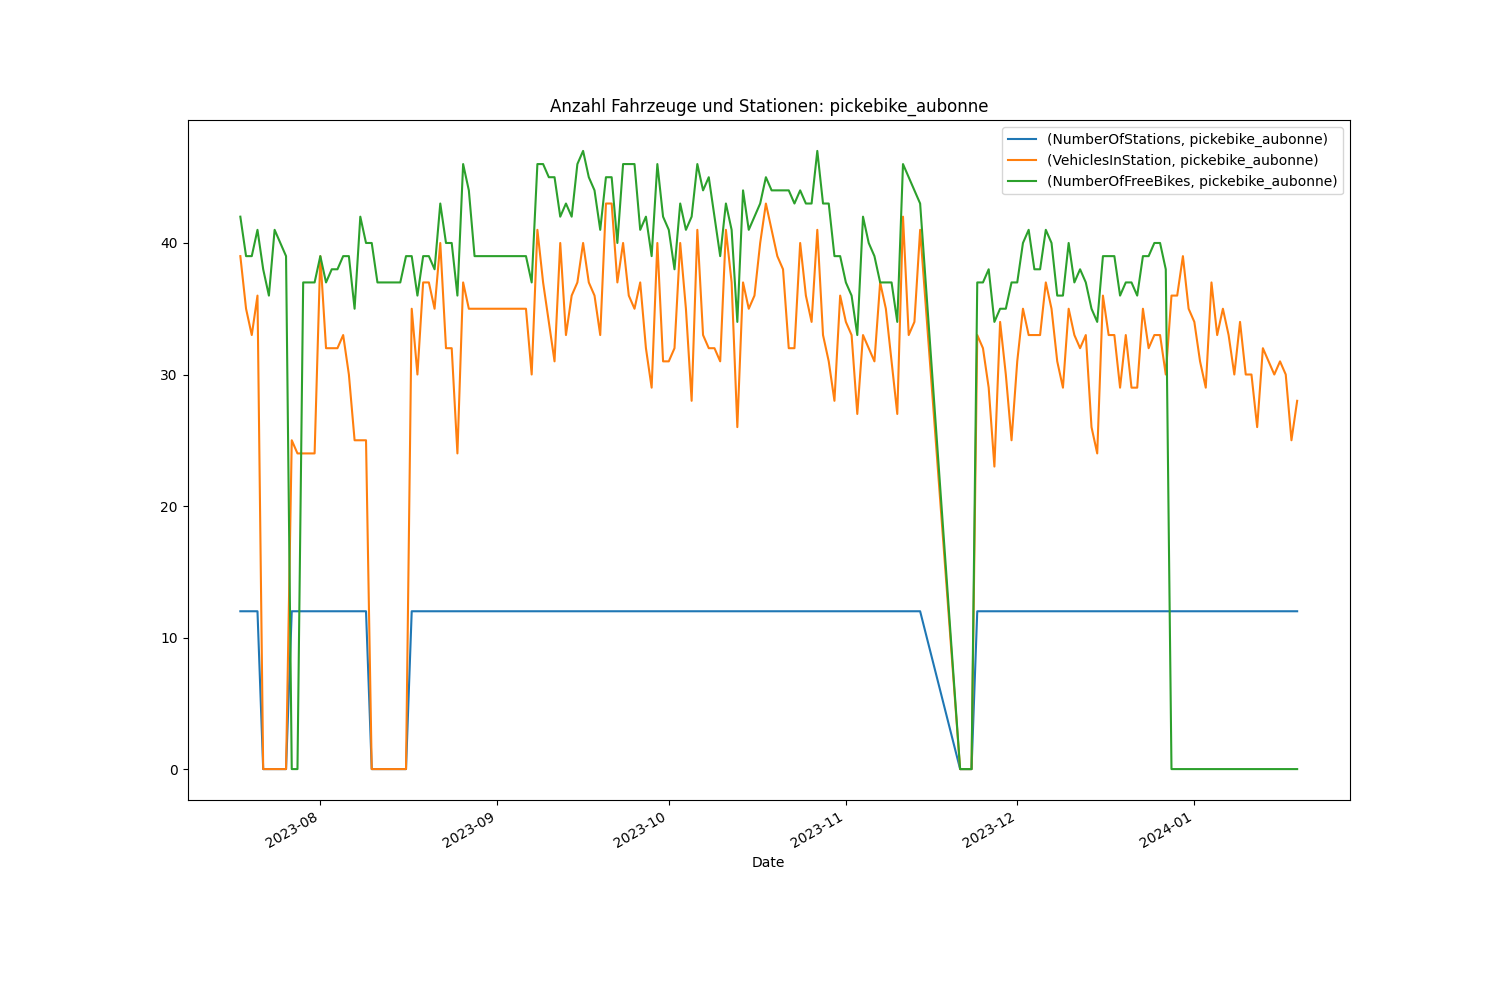 Anzahl Fahrzeuge und Stationen: pickebike_aubonne
(NumberOfStations, pickebike_aubonne)
(VehiclesInStation, pickebike_aubonne)
(NumberOfFreeBikes, pickebike_aubonne)
40
30
20
10
0
2023-08
2023-09
2023-10
2023-11
2023-12
2024-01
Date